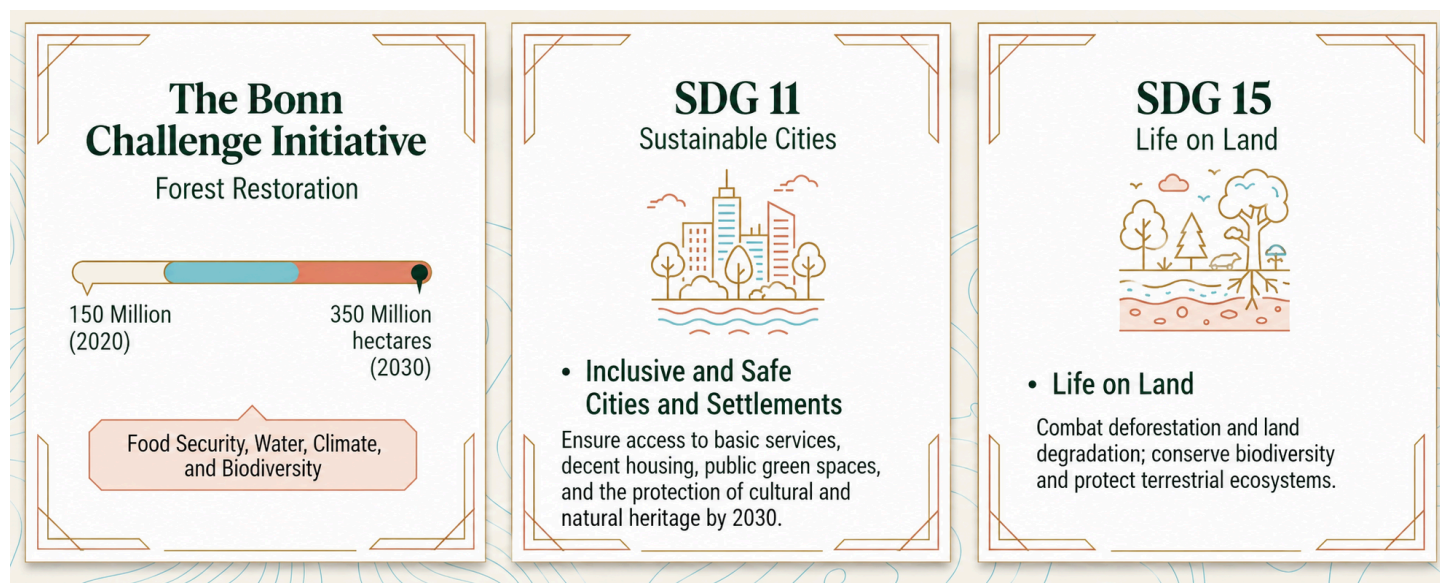 The Bonn
Challenge Initiative
Forest Restoration
150 Million
(2020)
350 Million
hectares
(2030)
Food Security, Water, Climate,
and Biodiversity
SDG 11
Sustainable Cities
• Inclusive and Safe
Cities and Settlements
Ensure access to basic services,
decent housing, public green spaces,
and the protection of cultural and
natural heritage by 2030.
SDG 15
Life on Land
• Life on Land
Combat deforestation and land
degradation; conserve biodiversity
and protect terrestrial ecosystems.